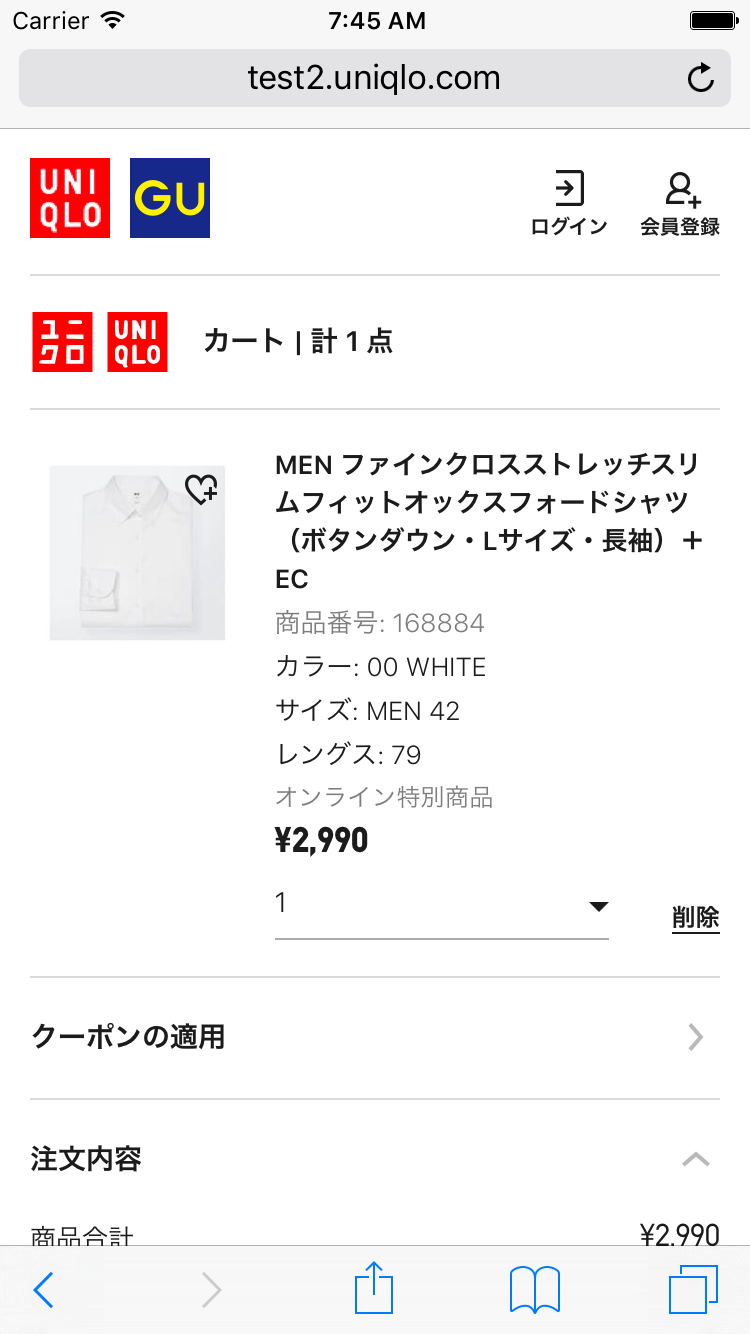 Carrier 7:45 AM
test2.uniqlo.com
UNI
QLO
GU
ログイン
会員登録
ユニ
クロ
UNI
QLO
カート | 計 1 点
MEN ファインクロスストレッチスリ
ムフィットオックスフォードシャツ
（ボタンダウン・Lサイズ・長袖）＋
EC
商品番号: 168884
カラー: 00 WHITE
サイズ: MEN 42
レングス: 79
オンライン特別商品
¥2,990
1
削除
クーポンの適用
注文内容
商品合計 ¥2,990